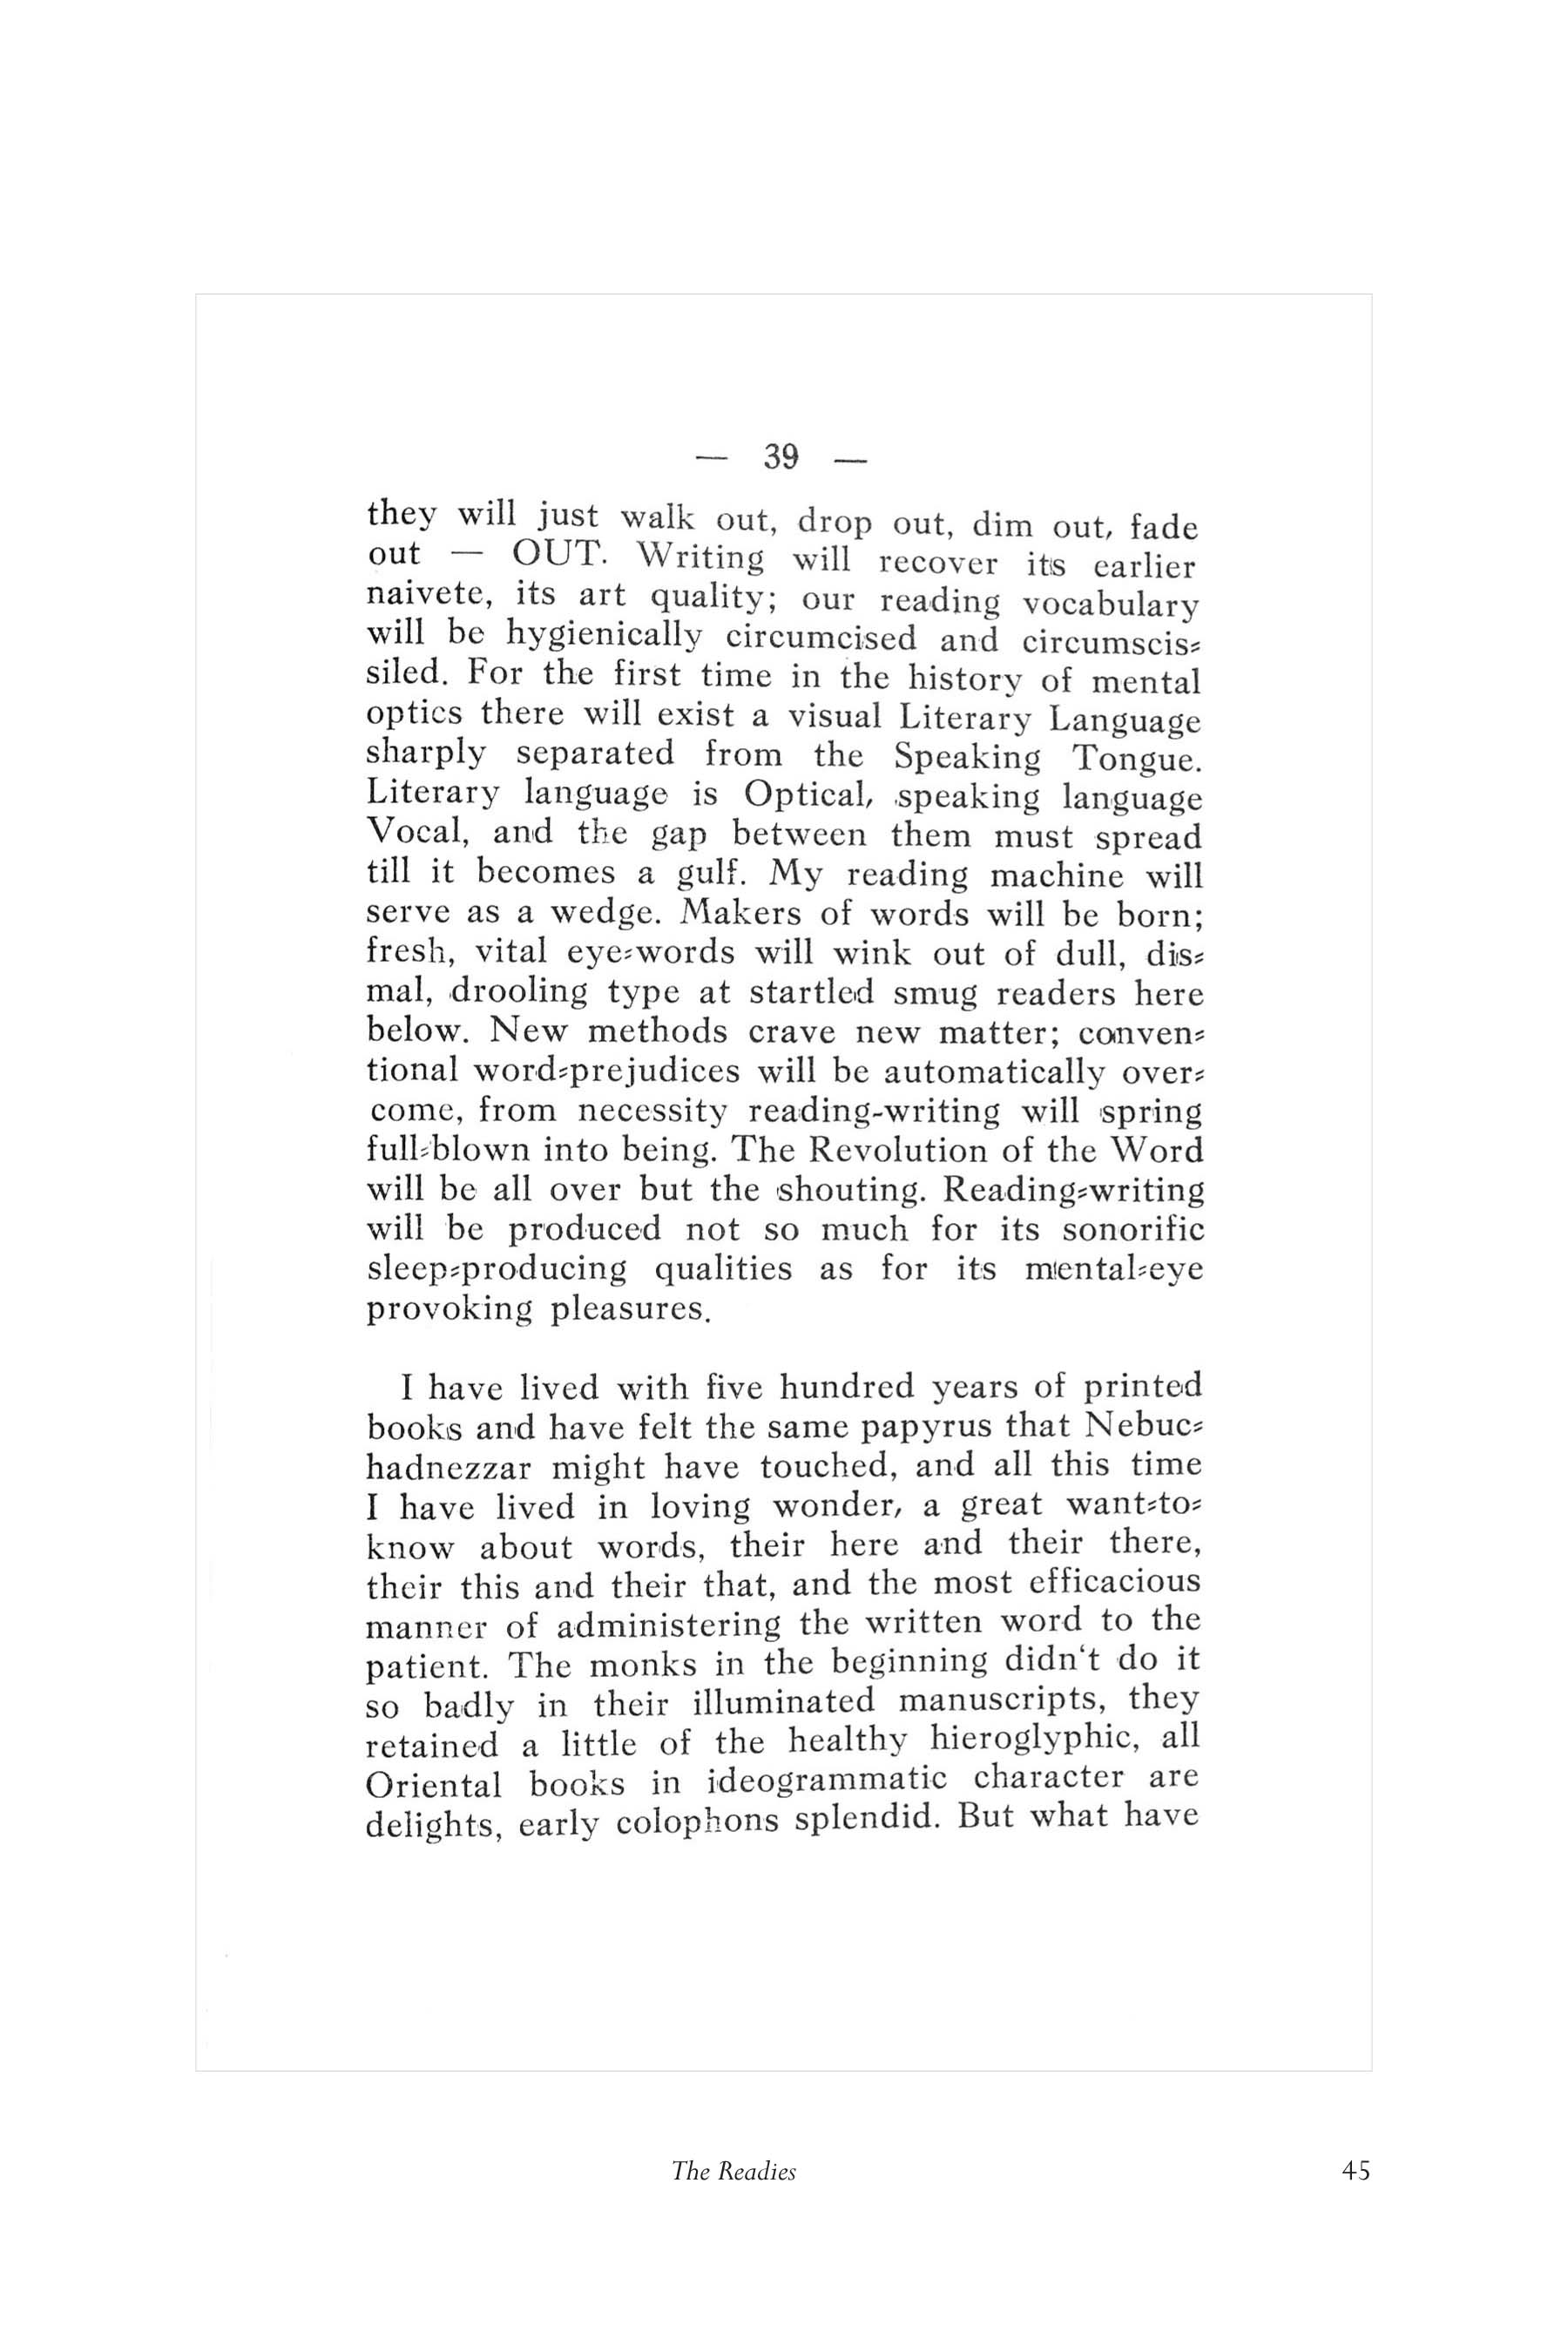 — 39 —
they will just walk out, drop out, dim out, fade
out — OUT. Writing will recover its earlier
naivete, its art quality; our reading vocabulary
will be hygienically circumcised and circumscis⸗
siled. For the first time in the history of mental
optics there will exist a visual Literary Language
sharply separated from the Speaking Tongue.
Literary language is Optical, speaking language
Vocal, and the gap between them must spread
till it becomes a gulf. My reading machine will
serve as a wedge. Makers of words will be born;
fresh, vital eye⸗words will wink out of dull, dis⸗
mal, drooling type at startled smug readers here
below. New methods crave new matter; conven⸗
tional word⸗prejudices will be automatically over⸗
come, from necessity reading-writing will spring
full⸗blown into being. The Revolution of the Word
will be all over but the shouting. Reading⸗writing
will be produced not so much for its sonorific
sleep⸗producing qualities as for its mental⸗eye
provoking pleasures.
I have lived with five hundred years of printed
books and have felt the same papyrus that Nebuc⸗
hadnezzar might have touched, and all this time
I have lived in loving wonder, a great want⸗to⸗
know about words, their here and their there,
their this and their that, and the most efficacious
manner of administering the written word to the
patient. The monks in the beginning didn‘t do it
so badly in their illuminated manuscripts, they
retained a little of the healthy hieroglyphic, all
Oriental books in ideogrammatic character are
delights, early colophons splendid. But what have
The Readies 45